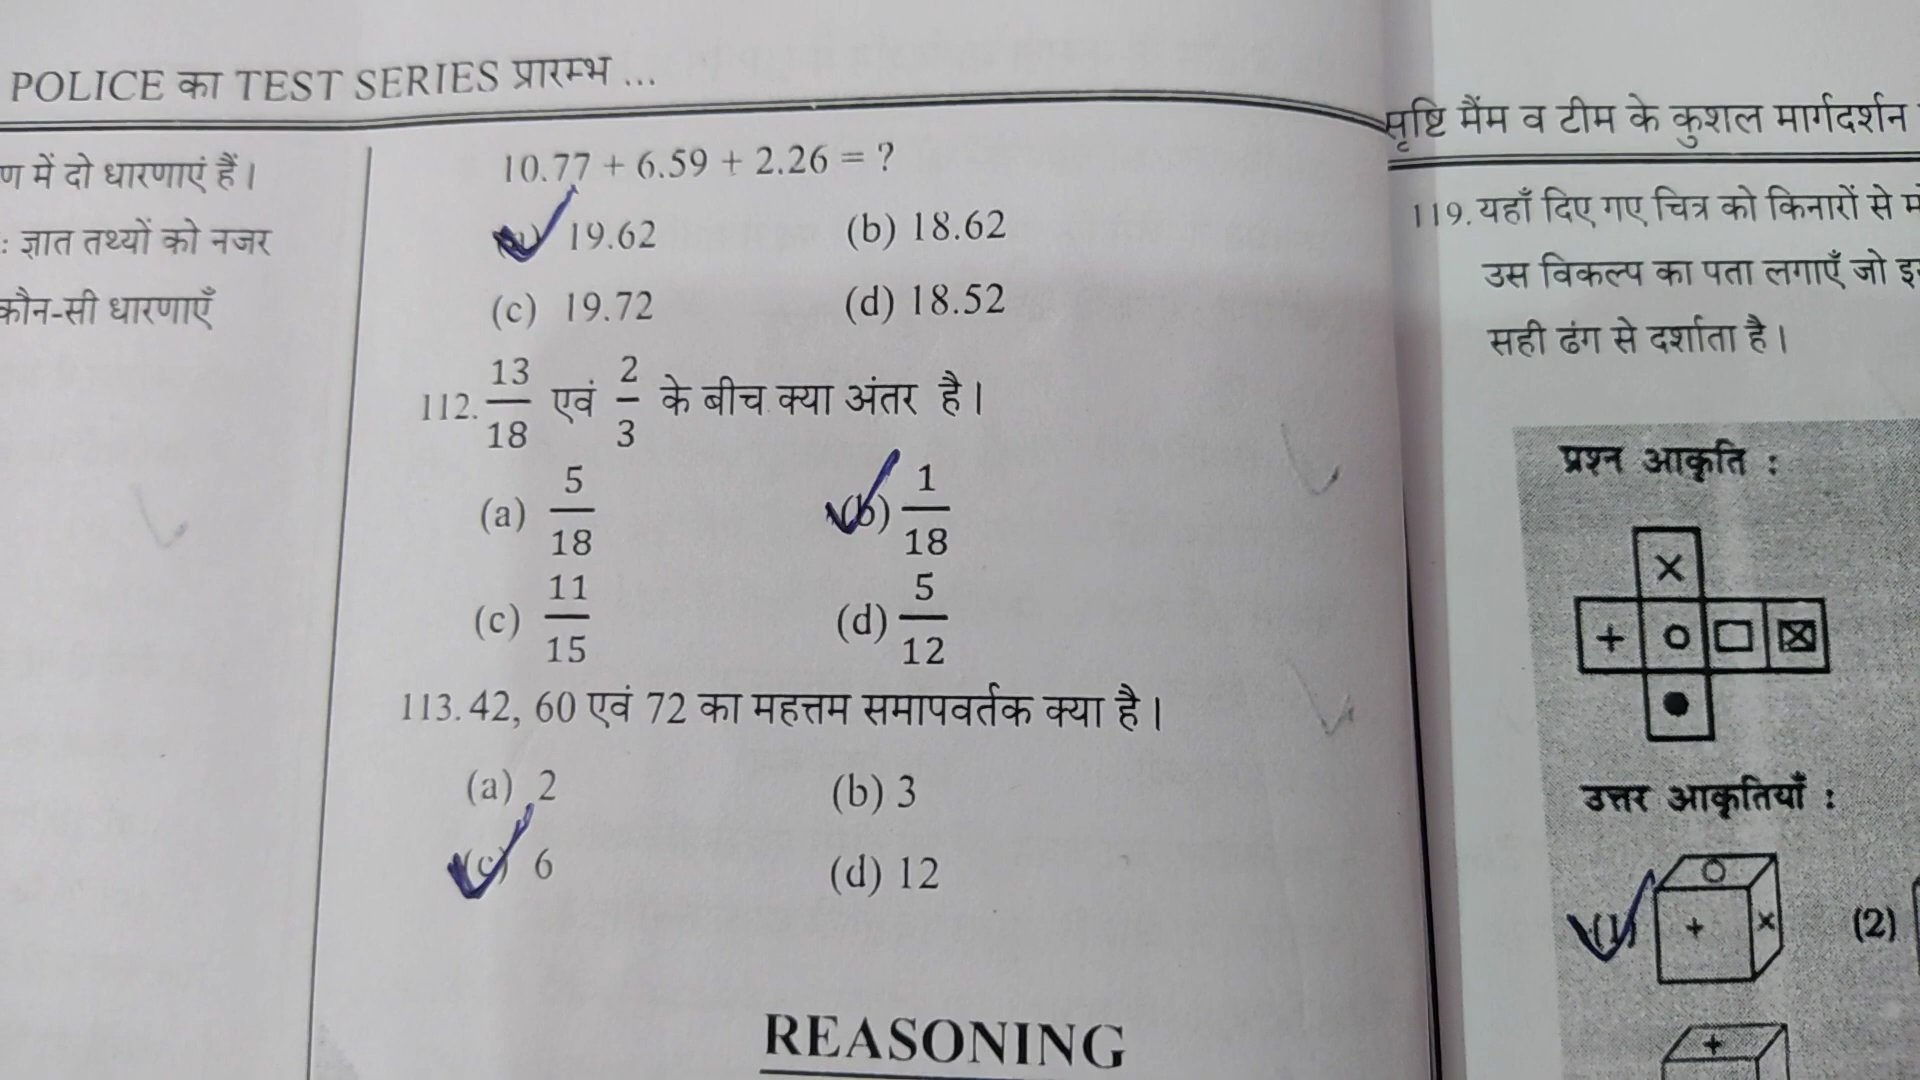 POLICE का TEST SERIES प्रारम्भ ...
ण में दो धारणाएं हैं।
: ज्ञात तथ्यों को नजर
कौन-सी धारणाएँ
10.77 + 6.59 + 2.26 = ?
(a) 19.62 (b) 18.62
(c) 19.72 (d) 18.52
112. 13/18 एवं 2/3 के बीच क्या अंतर है।
(a) 5/18 (b) 1/18
(c) 11/15 (d) 5/12
113. 42, 60 एवं 72 का महत्तम समापवर्तक क्या है।
(a) 2 (b) 3
(c) 6 (d) 12
REASONING
सृष्टि मैंम व टीम के कुशल मार्गदर्शन
119. यहाँ दिए गए चित्र को किनारों से
उस विकल्प का पता लगाएँ जो
सही ढंग से दर्शाता है।
प्रश्न आकृति :
उत्तर आकृतियाँ :
(1) (2)